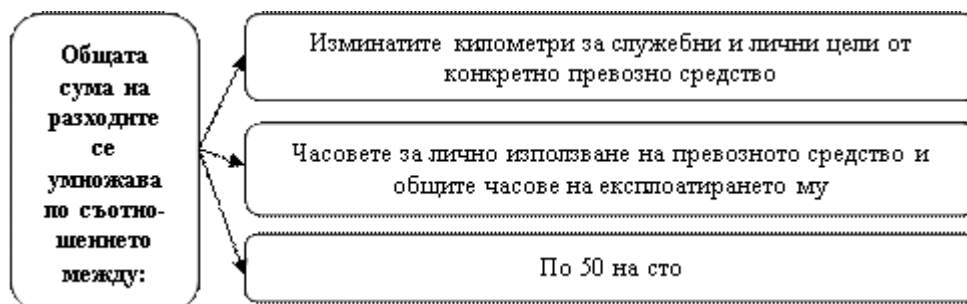 Общата
сума на
разходите
се
умножава
по съотно-
шението
между:
Изминатите километри за служебни и лични цели от
конкретно превозно средство
Часовете за лично използване на превозното средство и
общите часове на експлоатирането му
По 50 на сто